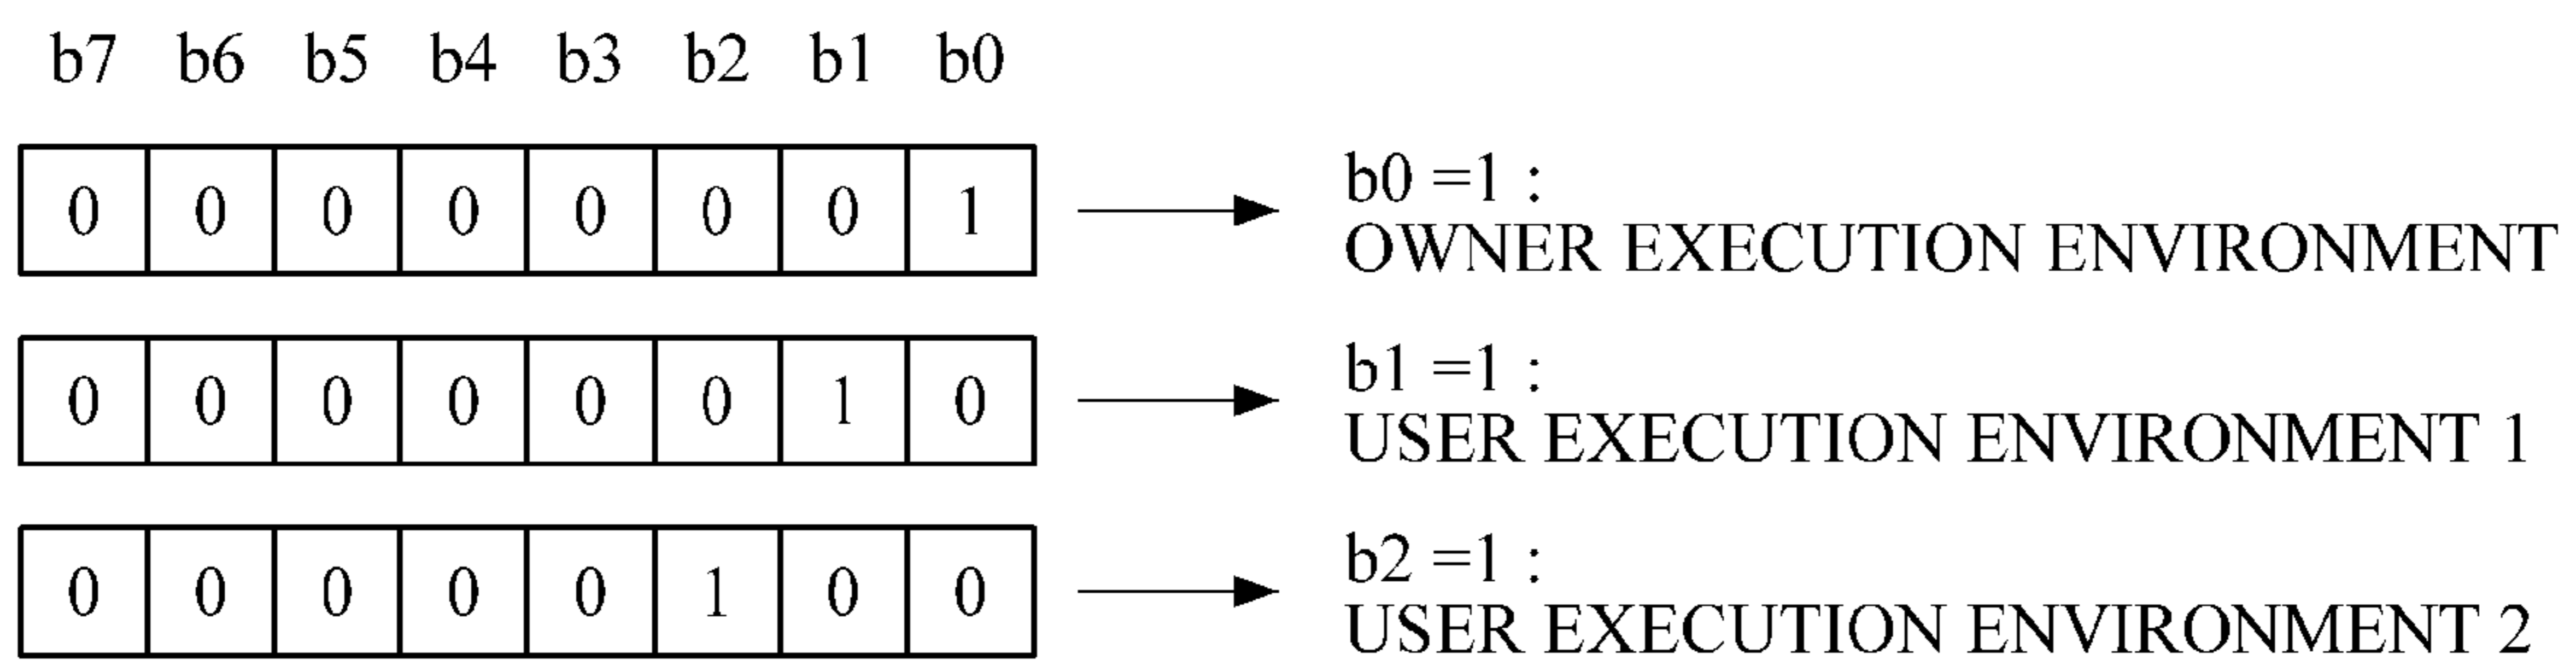 b7 b6 b5 b4 b3 b2 b1 b0
0 0 0 0 0 0 0 1
b0 =1 :
OWNER EXECUTION ENVIRONMENT
0 0 0 0 0 0 1 0
b1 =1 :
USER EXECUTION ENVIRONMENT 1
0 0 0 0 0 1 0 0
b2 =1 :
USER EXECUTION ENVIRONMENT 2